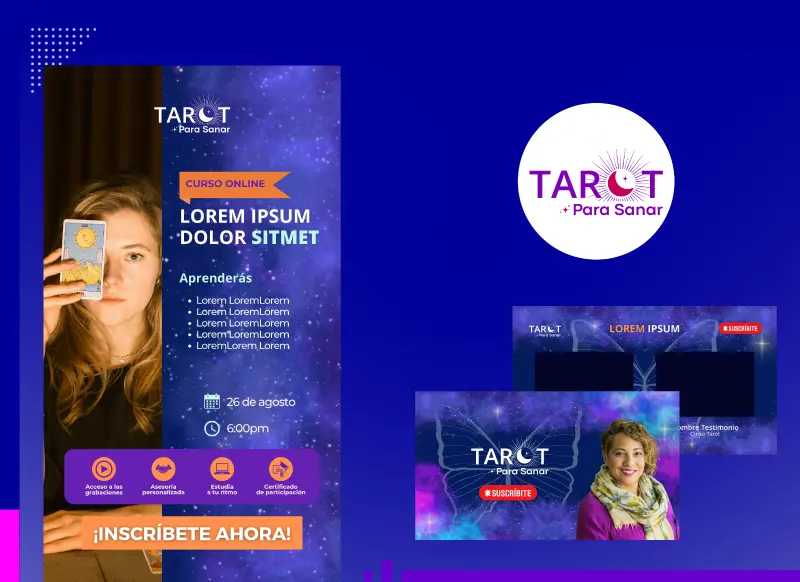 TAROT
Para Sanar
CURSO ONLINE
LOREM IPSUM
DOLOR SITMET
Aprenderás
• Lorem LoremLorem
• Lorem LoremLorem
• Lorem LoremLorem
• Lorem LoremLorem
• LoremLorem Lorem
26 de agosto
6:00pm
Acceso a las
grabaciones
Asesoría
personalizada
Estudia
a tu ritmo
Certificado
de participación
¡INSCRÍBETE AHORA!
TAROT
Para Sanar
TAROT
Para Sanar
LOREM IPSUM
SUSCRÍBITE
ombre Testimonio
Curso Tarot
TAROT
Para Sanar
SUSCRÍBITE